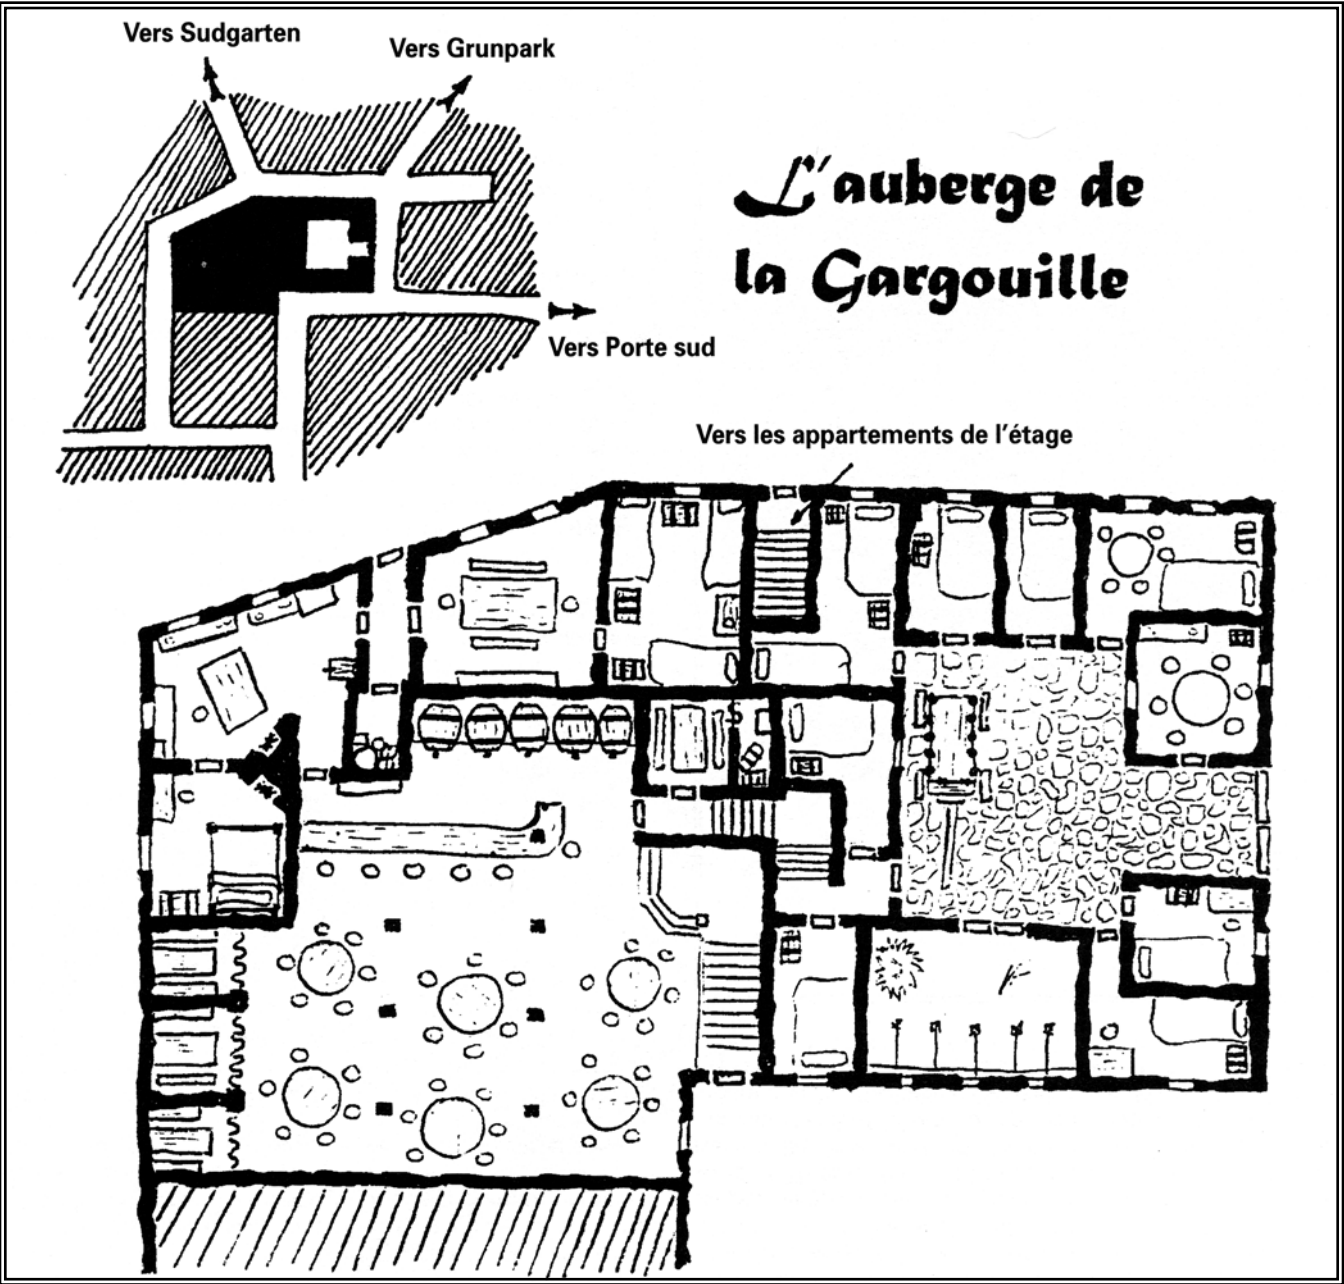 Vers Sudgarten
Vers Grunpark
L'auberge de
la Gargouille
Vers Porte sud
Vers les appartements de l'étage